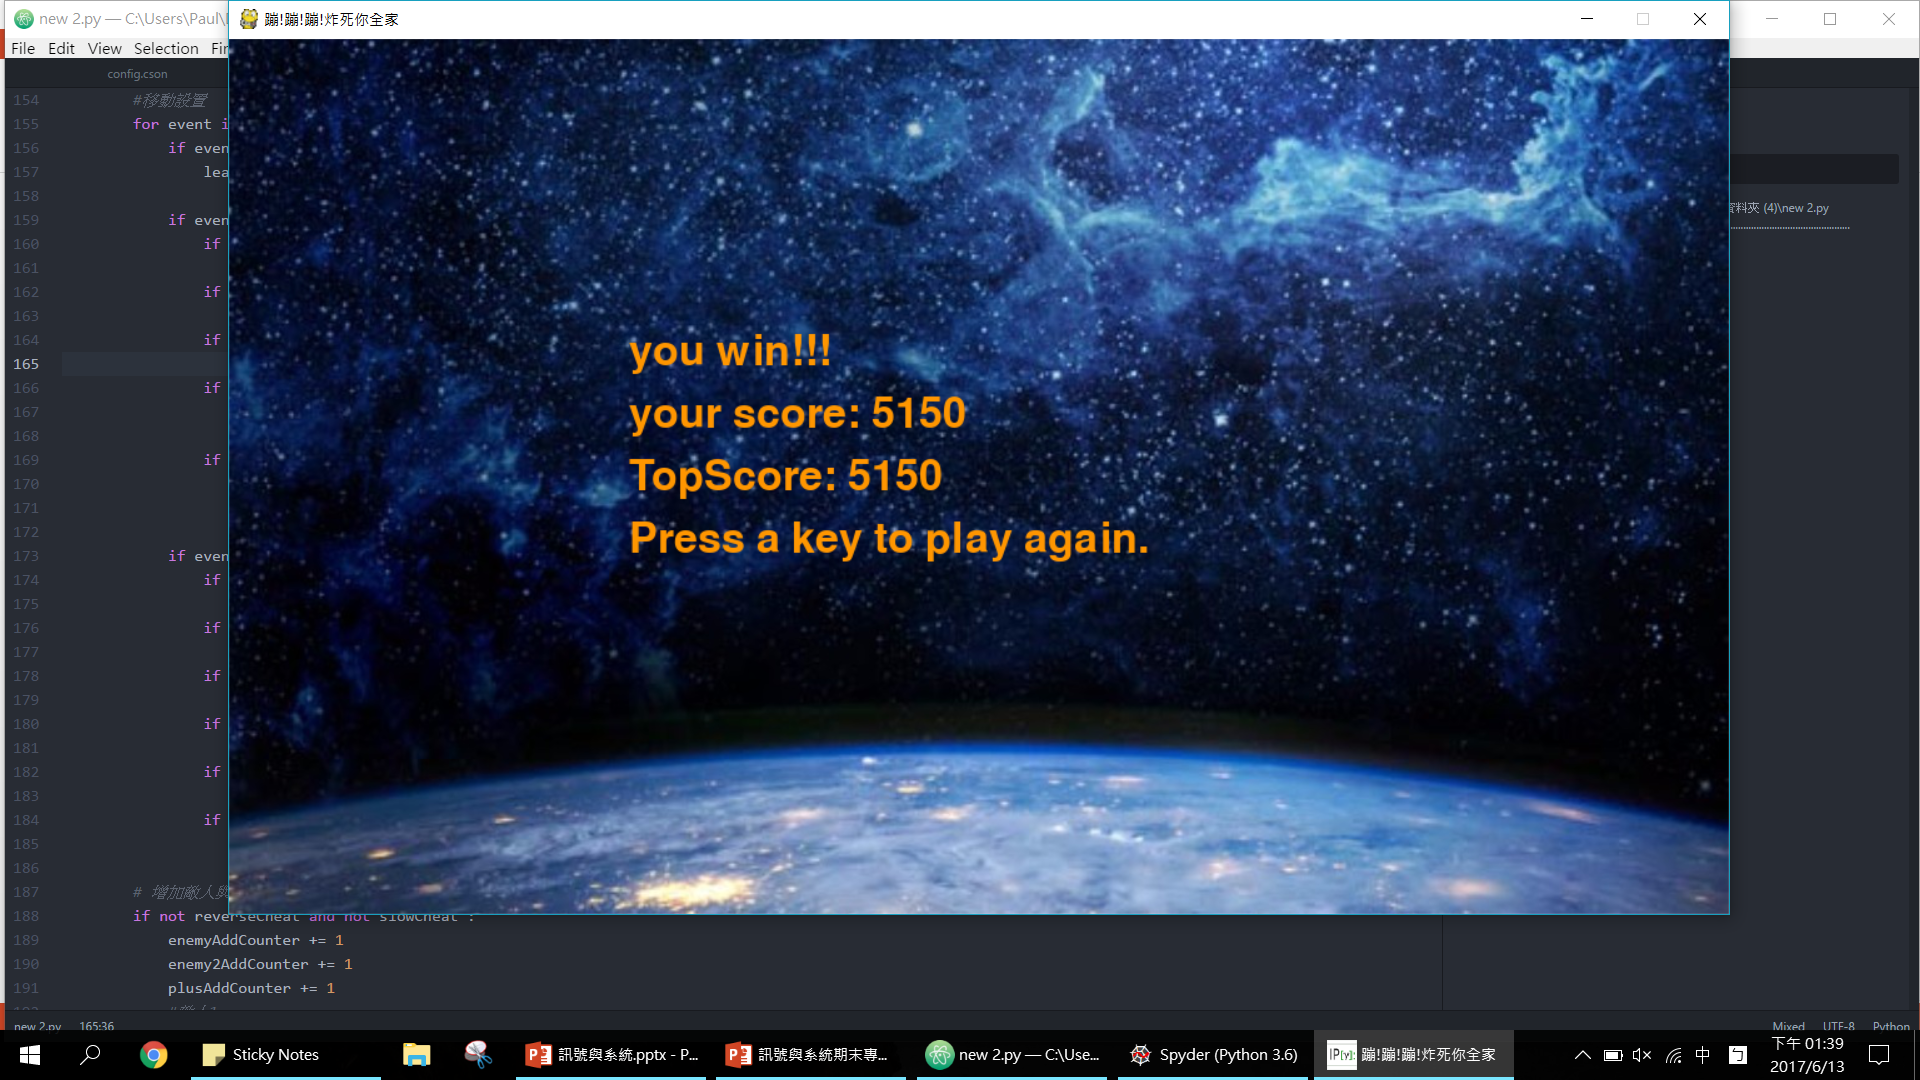 new 2.py — C:\Users\Paul\
蹦!蹦!蹦!炸死你全家
File Edit View Selection Fin
config.cson
154 #移動設置
155 for event i
156 if even
157 lea
158
159 if even
160 if
161
162 if
163
164 if
165
166 if
167
168
169 if
170
171
172
173 if even
174 if
175
176 if
177
178 if
179
180 if
181
182 if
183
184 if
185
186
187 # 增加敵人與
188 if not reverseCheat and not slowCheat :
189 enemyAddCounter += 1
190 enemy2AddCounter += 1
191 plusAddCounter += 1
資料夾 (4)\new 2.py
you win!!!
your score: 5150
TopScore: 5150
Press a key to play again.
new 2.py 165:36
Mixed UTF-8 Python
Sticky Notes
訊號與系統.pptx - P...
訊號與系統期末專...
new 2.py — C:\Use...
Spyder (Python 3.6)
IP[y]:
蹦!蹦!蹦!炸死你全家
中
ㄅ
下午 01:39
2017/6/13